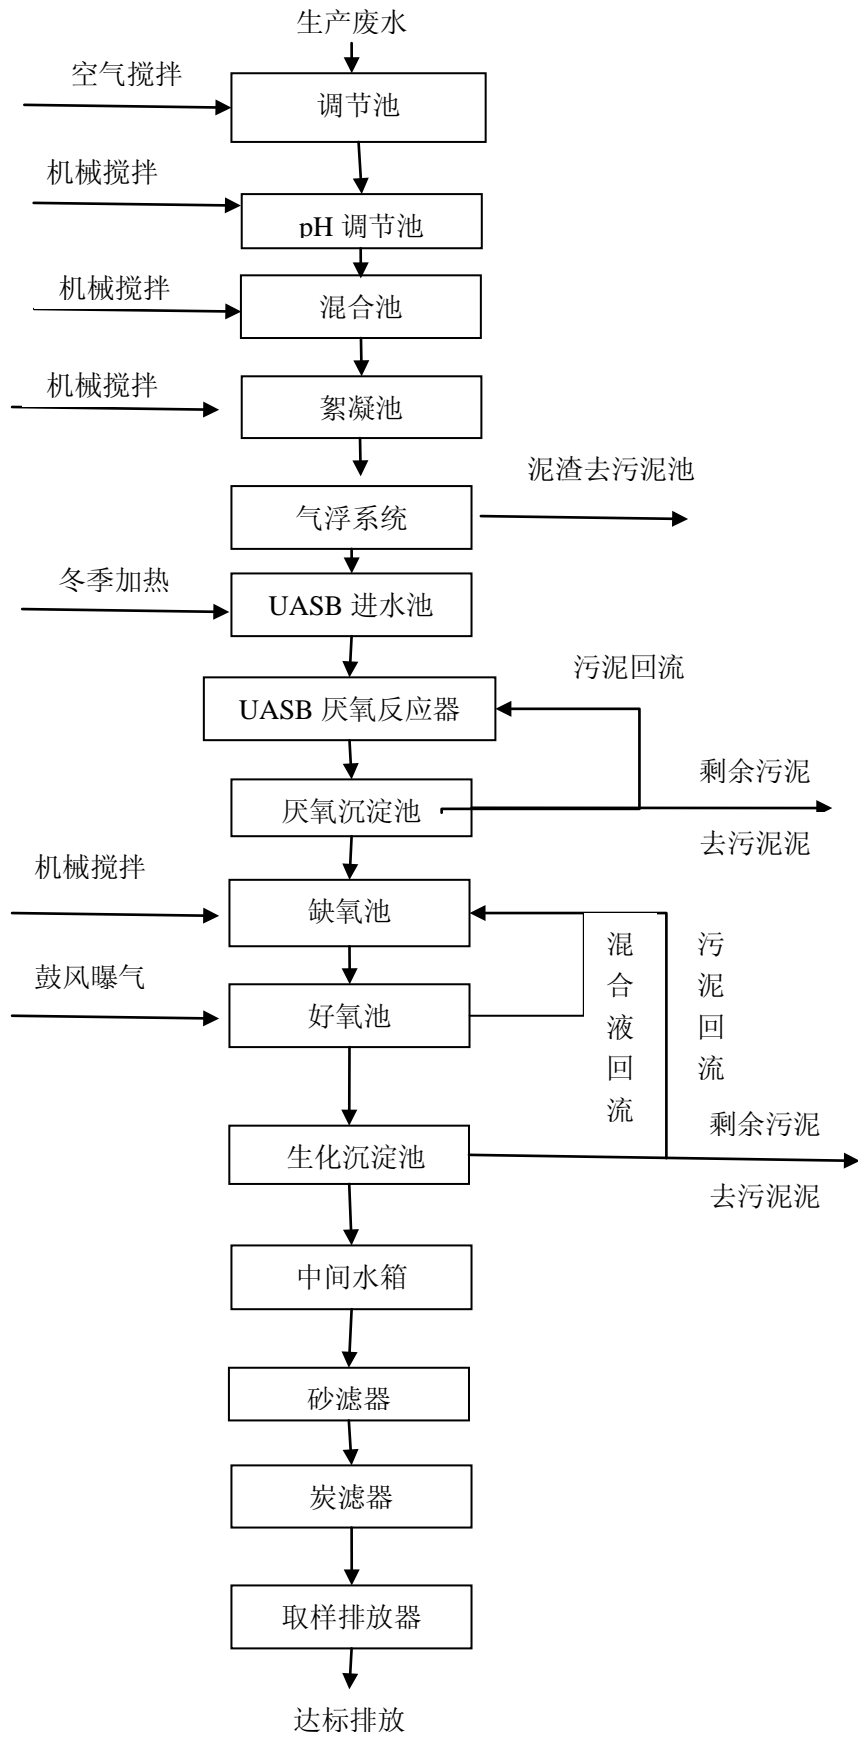 生产废水
空气搅拌
调节池
机械搅拌
pH 调节池
机械搅拌
混合池
机械搅拌
絮凝池
泥渣去污泥池
气浮系统
冬季加热
UASB 进水池
污泥回流
UASB 厌氧反应器
剩余污泥
厌氧沉淀池
去污泥泥
机械搅拌
缺氧池
混合液回流
污泥回流
鼓风曝气
好氧池
剩余污泥
生化沉淀池
去污泥泥
中间水箱
砂滤器
炭滤器
取样排放器
达标排放